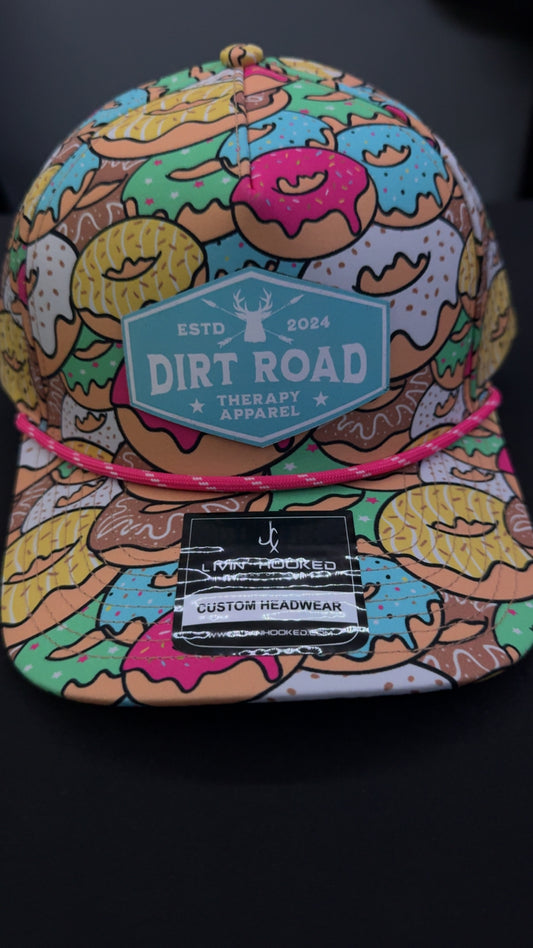 ESTD 2024
DIRT ROAD
THERAPY
APPAREL
LIVIN' HOOKED
CUSTOM HEADWEAR